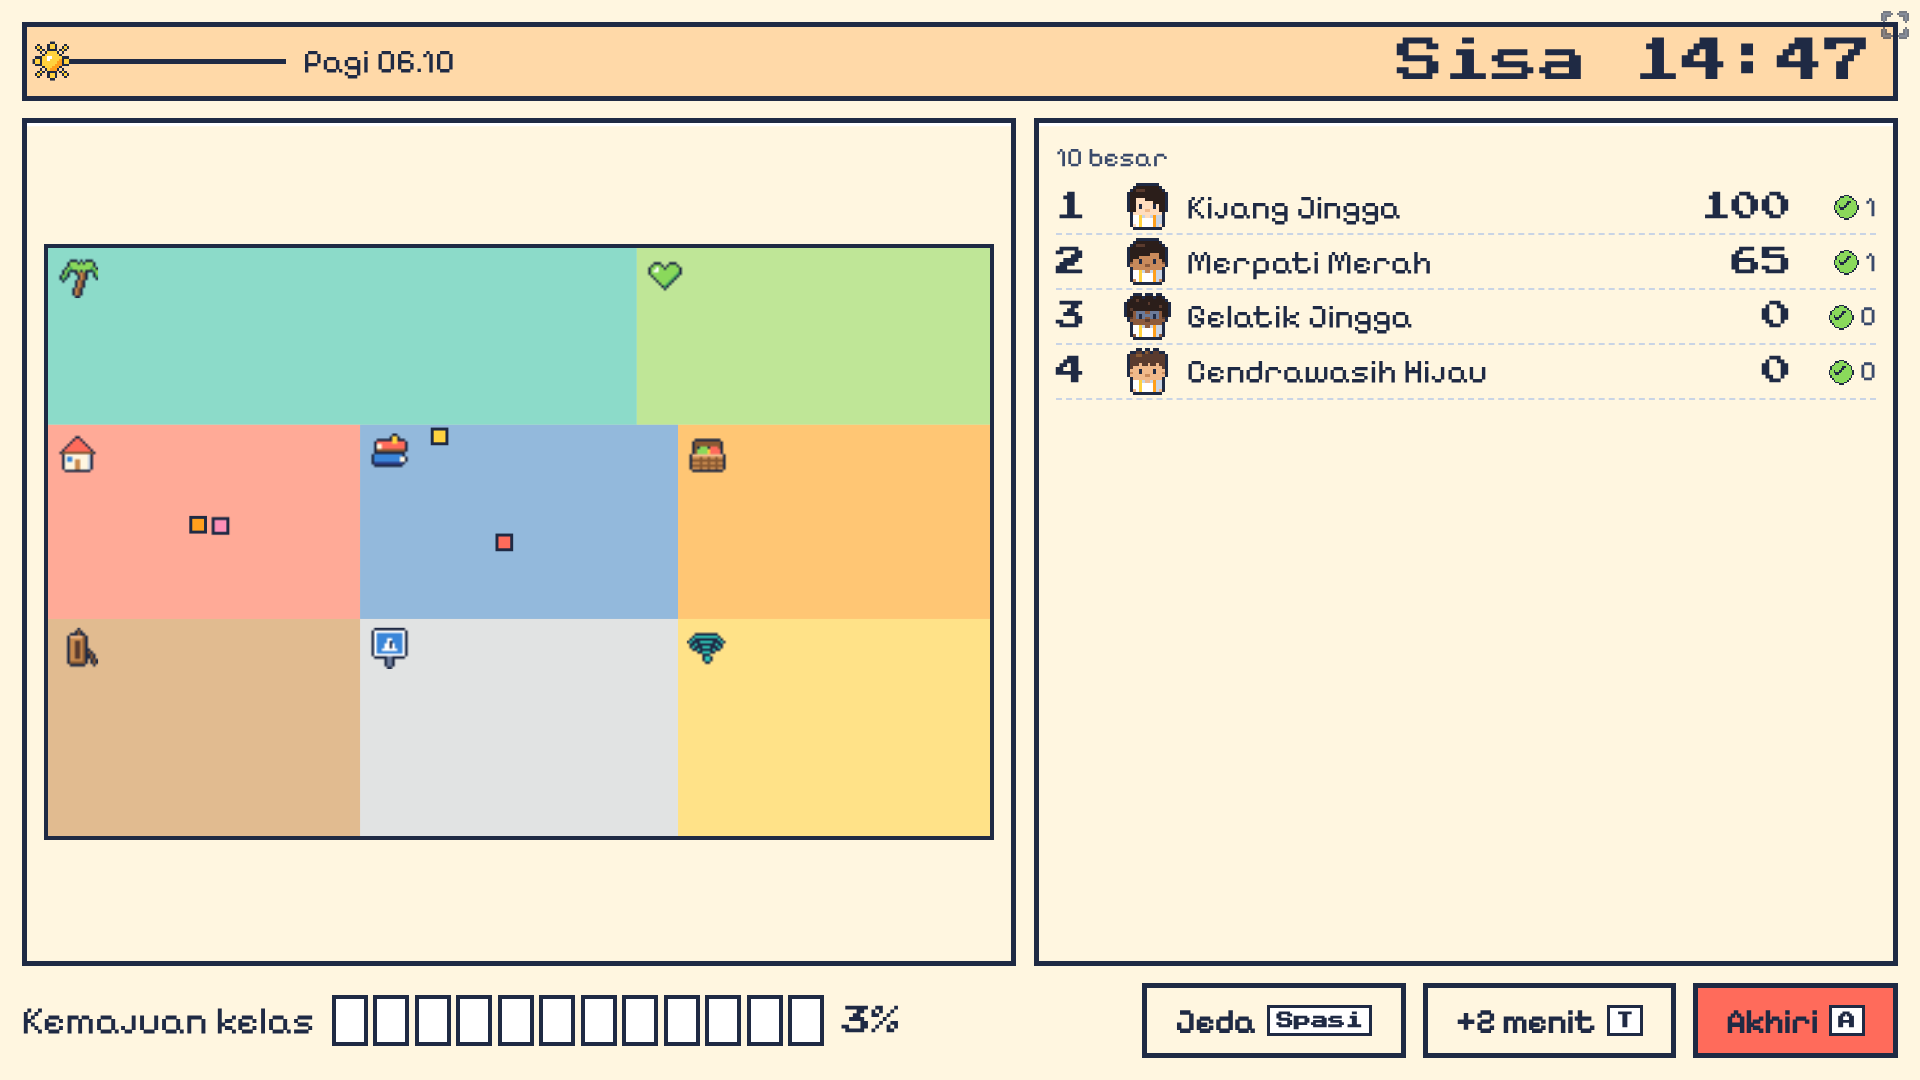 Pagi 06.10
Sisa 14:47
10 besar
1 Kijang Jingga 100 1
2 Merpati Merah 65 1
3 Gelatik Jingga 0 0
4 Cendrawasih Hijau 0 0
Kemajuan kelas 3%
Jeda Spasi
+2 menit T
Akhiri A